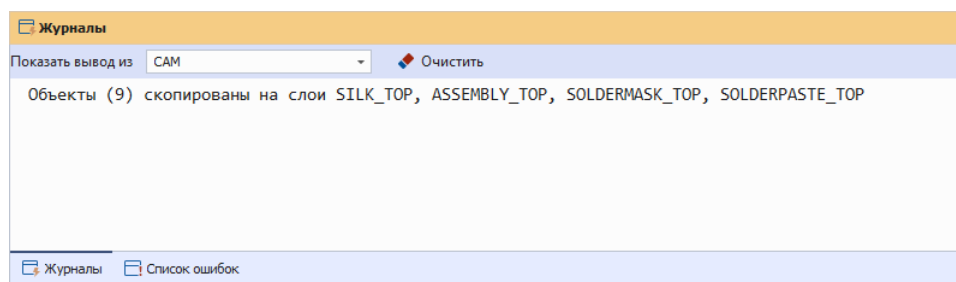 Журналы
Показать вывод из CAM Очистить
Объекты (9) скопированы на слои SILK_TOP, ASSEMBLY_TOP, SOLDERMASK_TOP, SOLDERPASTE_TOP
Журналы Список ошибок